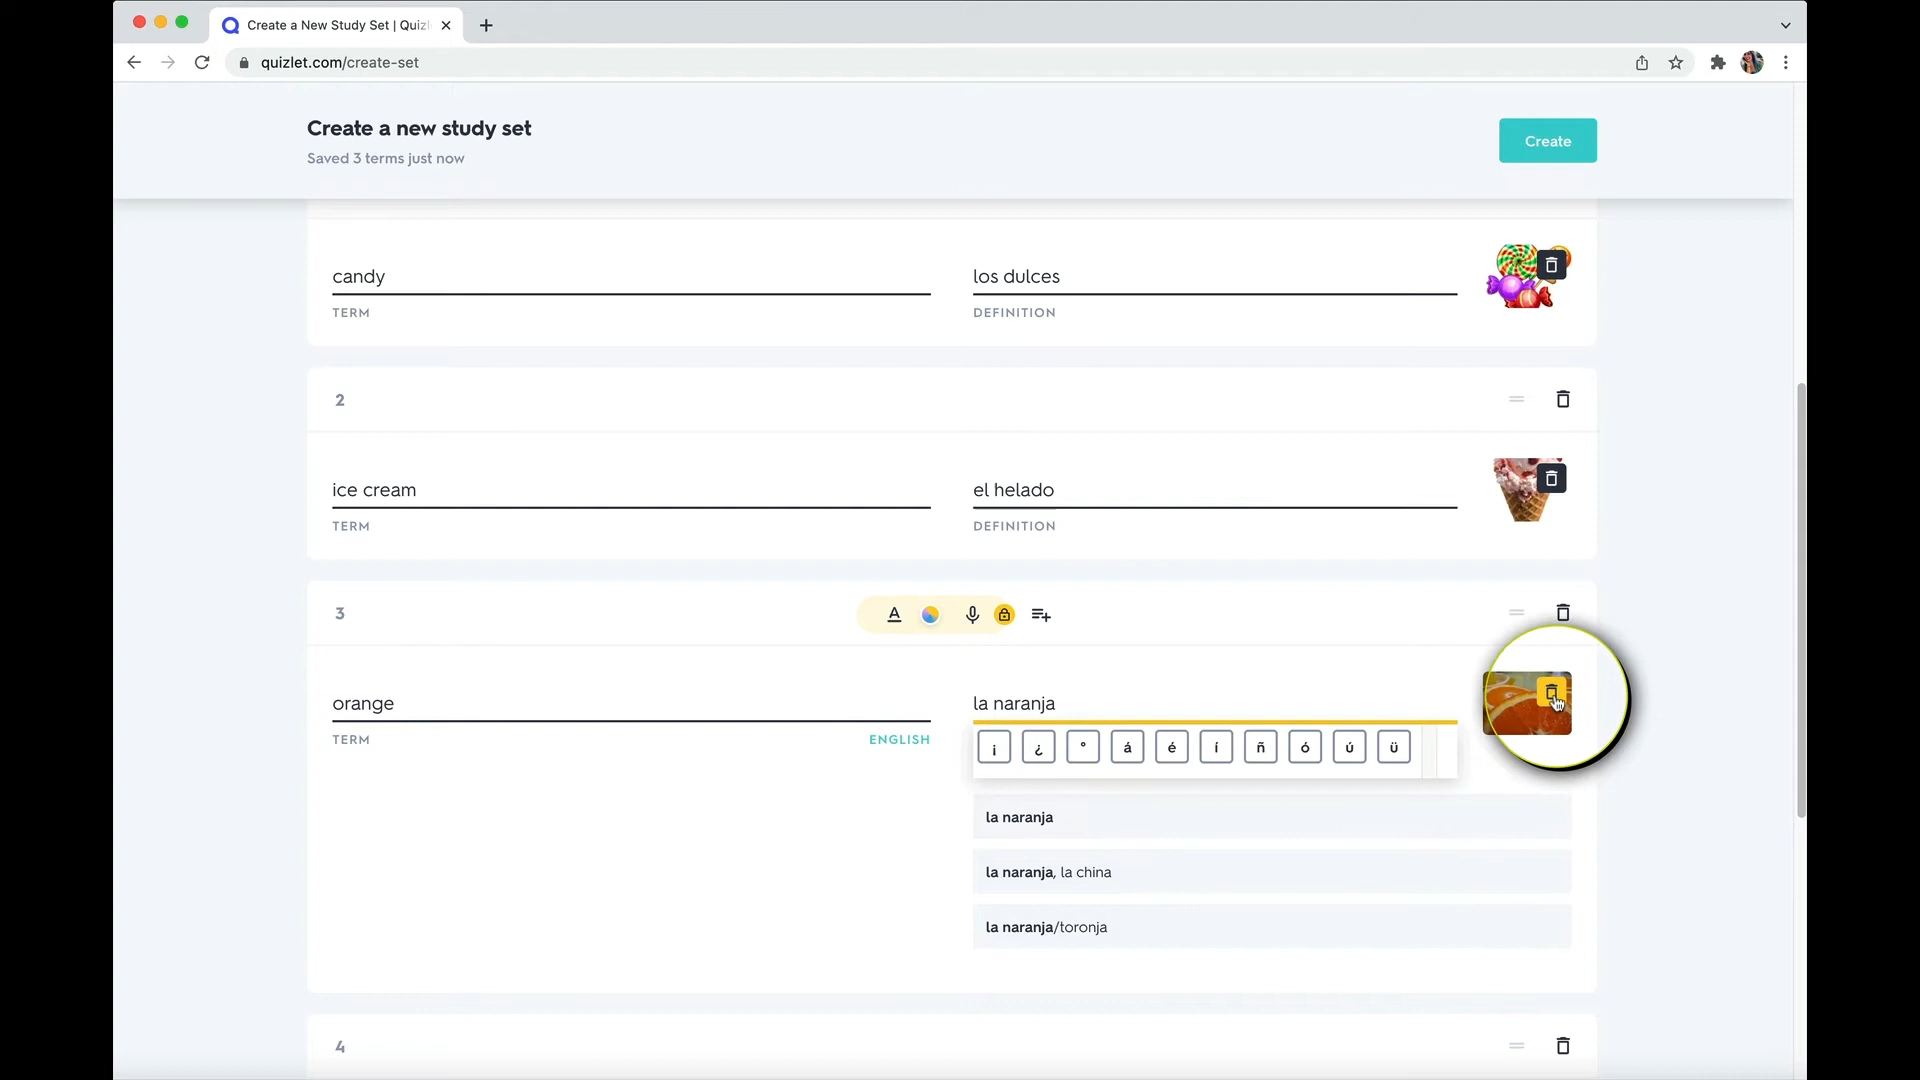 Create a New Study Set | Quizl
quizlet.com/create-set
Create a new study set
Saved 3 terms just now
Create
candy
los dulces
TERM
DEFINITION
2
ice cream
el helado
TERM
DEFINITION
3
orange
la naranja
TERM
ENGLISH
¡ ¿ ° á é í ñ ó ú ü
la naranja
la naranja, la china
la naranja/toronja
4